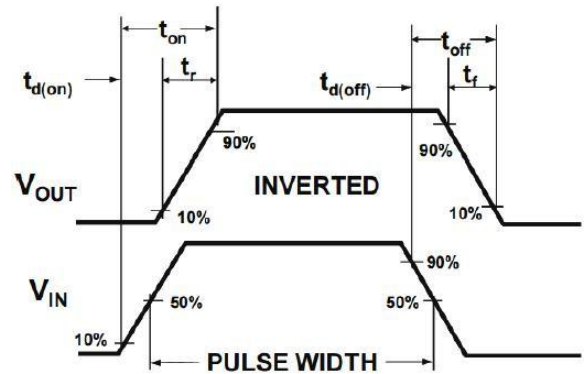 t_on
t_off
t_r
t_f
t_d(on)
t_d(off)
90%
90%
V_OUT
INVERTED
10%
10%
90%
V_IN
50%
50%
10%
PULSE WIDTH